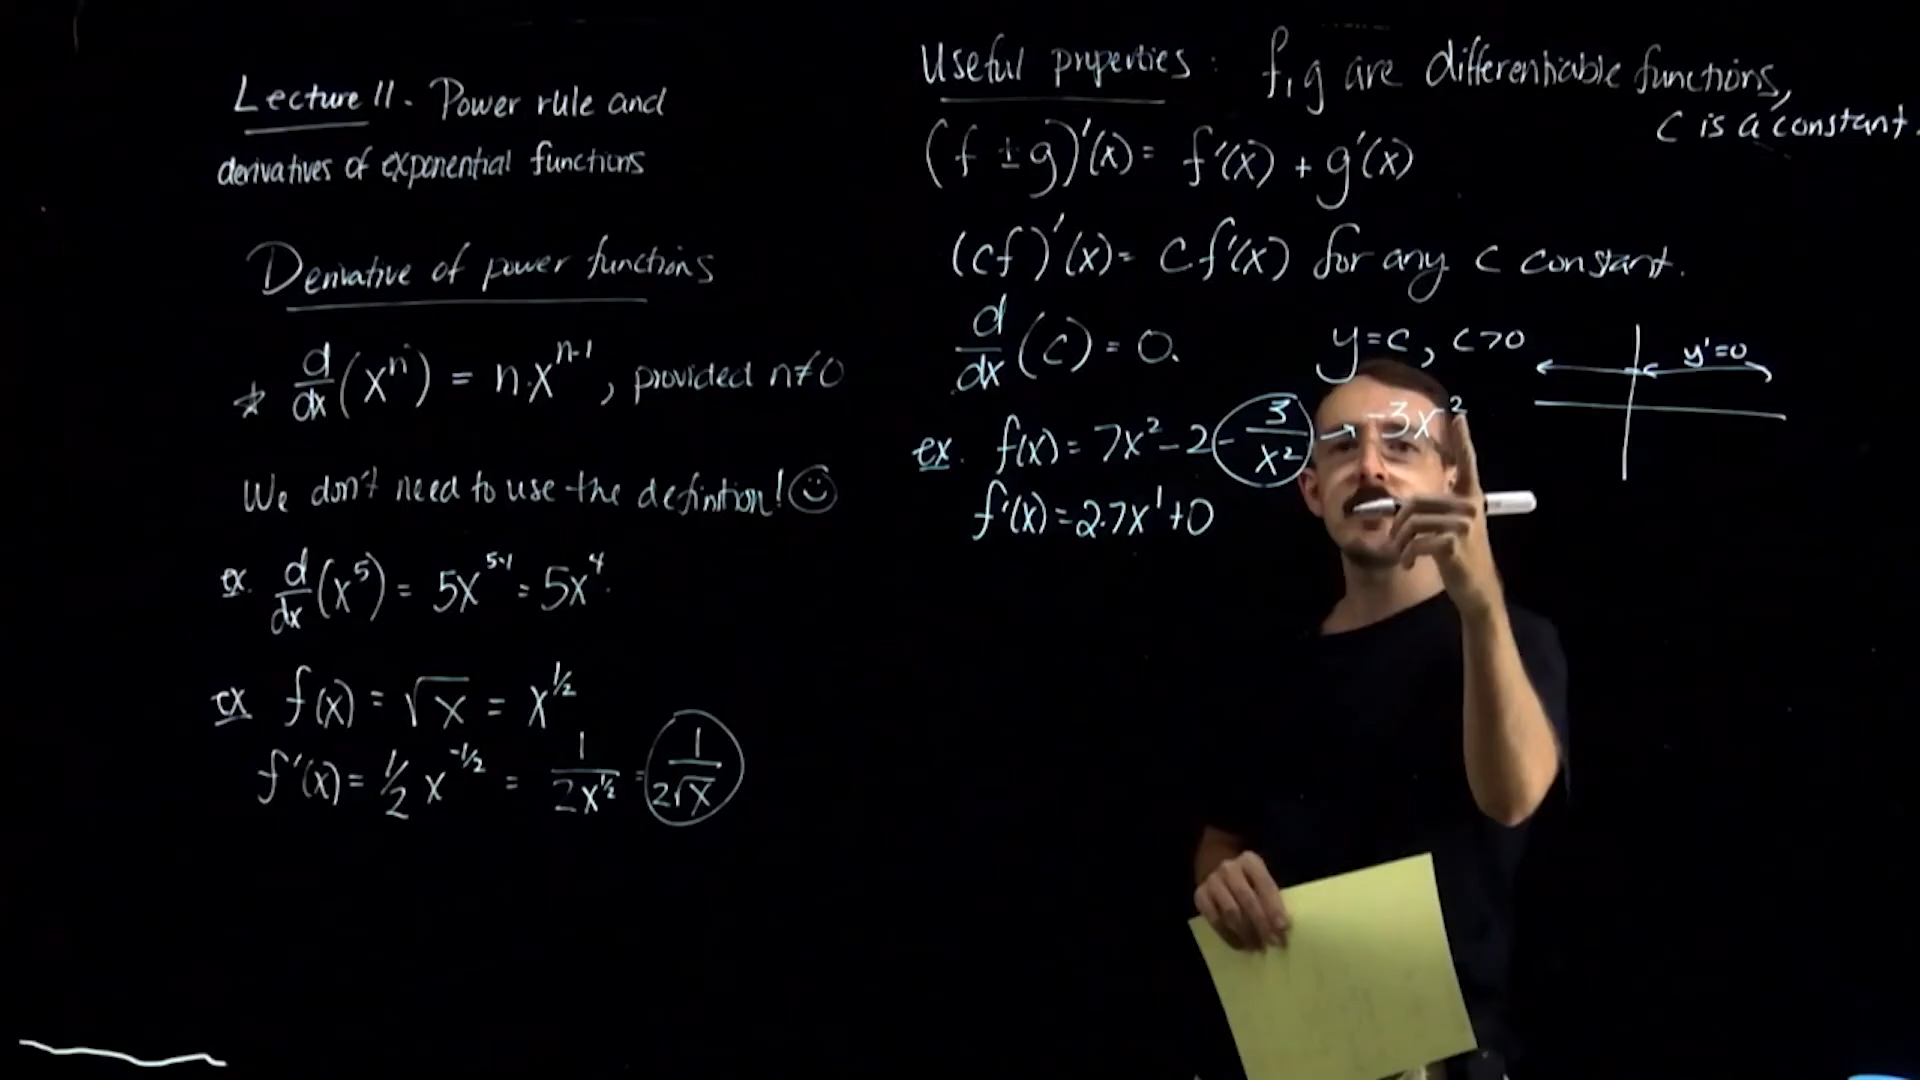 Lecture 11. Power rule and
derivatives of exponential functions
Derivative of power functions
* d/dx (x^n) = n·x^(n-1), provided n≠0
We don't need to use the defintion! ☺
ex. d/dx (x^5) = 5x^(5-1) = 5x^4.
ex f(x) = √x = x^(1/2)
f'(x) = 1/2 x^(-1/2) = 1/(2x^(1/2)) = 1/(2√x)
Useful properties: f, g are differentiable functions,
c is a constant.
(f ± g)'(x) = f'(x) + g'(x)
(cf)'(x) = cf'(x) for any c constant.
d/dx (c) = 0. y=c, c>0 y'=0
ex. f(x) = 7x^2 - 2 - 3/x^2 → -3x^-2
f'(x) = 2·7x^1 + 0